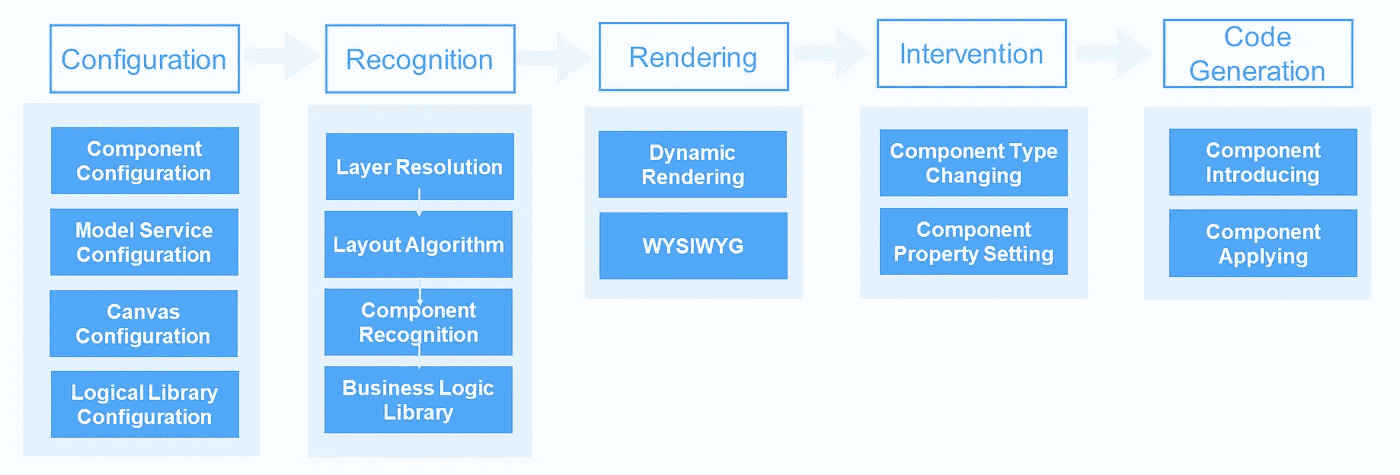 Configuration
Recognition
Rendering
Intervention
Code
Generation
Component
Configuration
Model Service
Configuration
Canvas
Configuration
Logical Library
Configuration
Layer Resolution
Layout Algorithm
Component
Recognition
Business Logic
Library
Dynamic
Rendering
WYSIWYG
Component Type
Changing
Component
Property Setting
Component
Introducing
Component
Applying